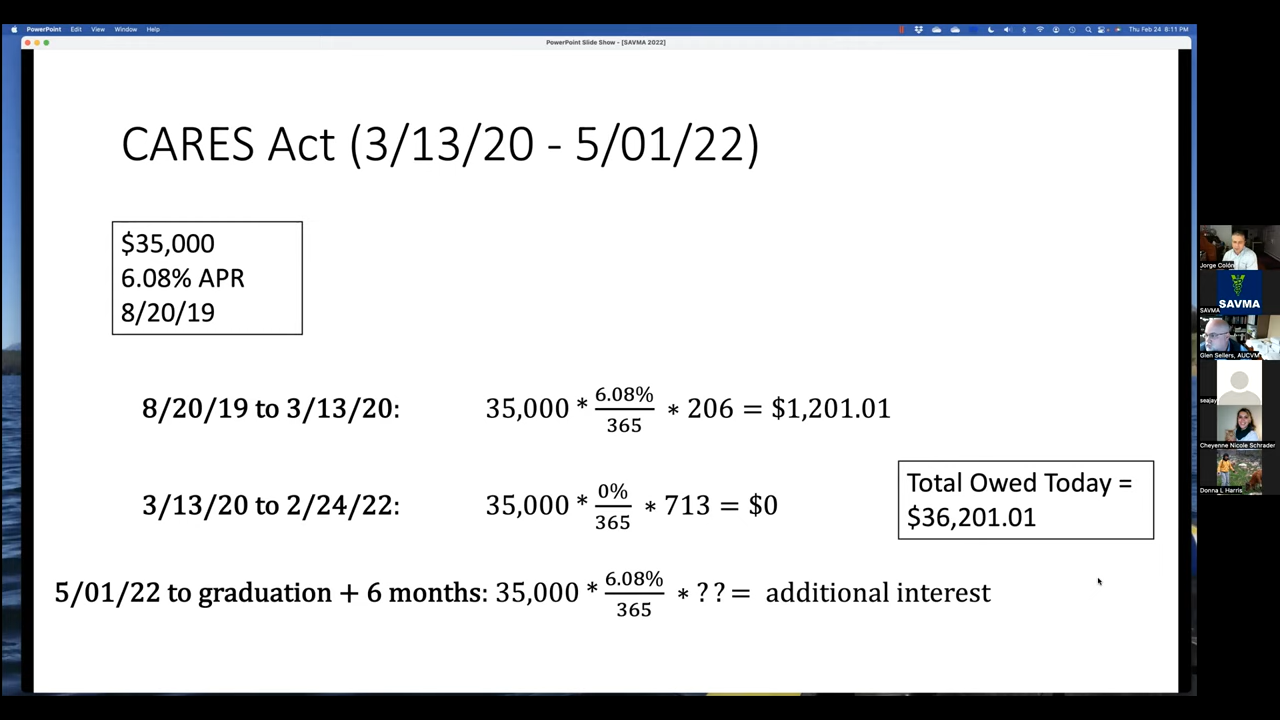 PowerPoint Edit View Window Help Thu Feb 24 8:11 PM
PowerPoint Slide Show - [SAVMA 2022]
CARES Act (3/13/20 - 5/01/22)
$35,000
6.08% APR
8/20/19
8/20/19 to 3/13/20: 35,000 * 6.08%/365 * 206 = $1,201.01
3/13/20 to 2/24/22: 35,000 * 0%/365 * 713 = $0
Total Owed Today =
$36,201.01
5/01/22 to graduation + 6 months: 35,000 * 6.08%/365 * ? ? = additional interest
Jorge Colón
SAVMA
SAVMA
Glen Sellers, AUCVM
seajay
Cheyenne Nicole Schrader
Donna L Harris